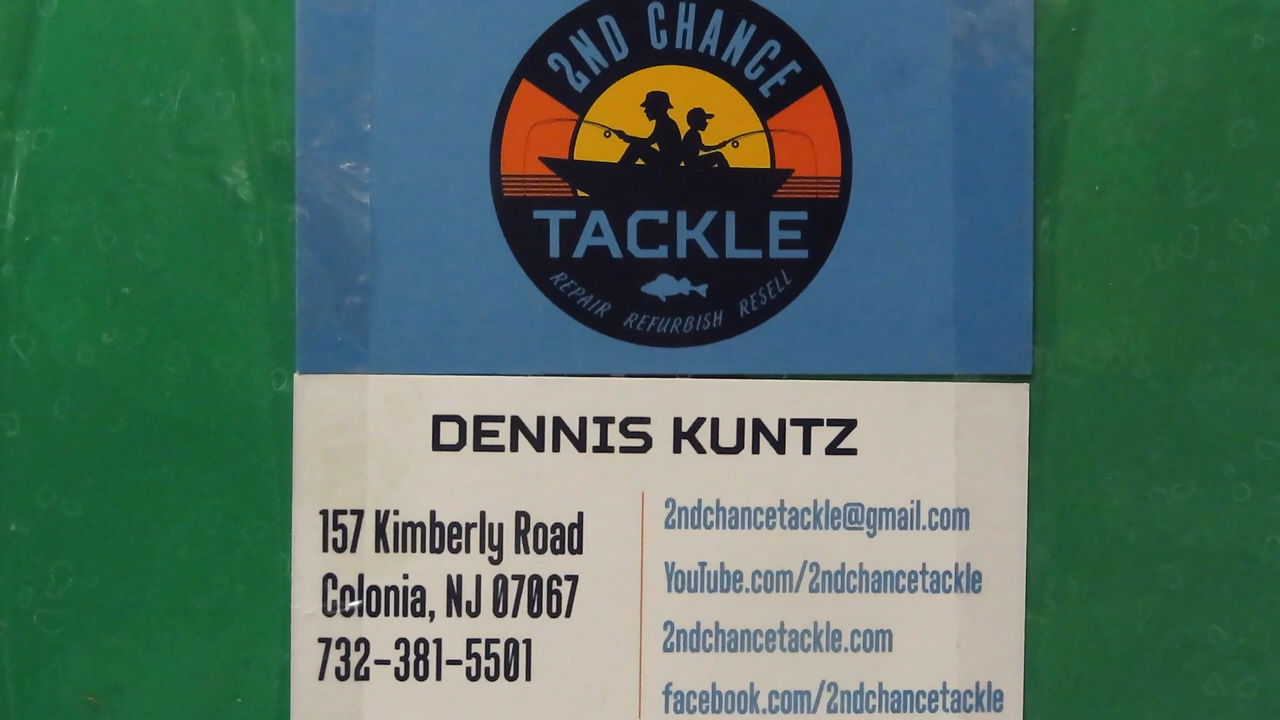 2ND CHANCE
TACKLE
REPAIR REFURBISH RESELL
DENNIS KUNTZ
157 Kimberly Road
Colonia, NJ 07067
732-381-5501
2ndchancetackle@gmail.com
YouTube.com/2ndchancetackle
2ndchancetackle.com
facebook.com/2ndchancetackle